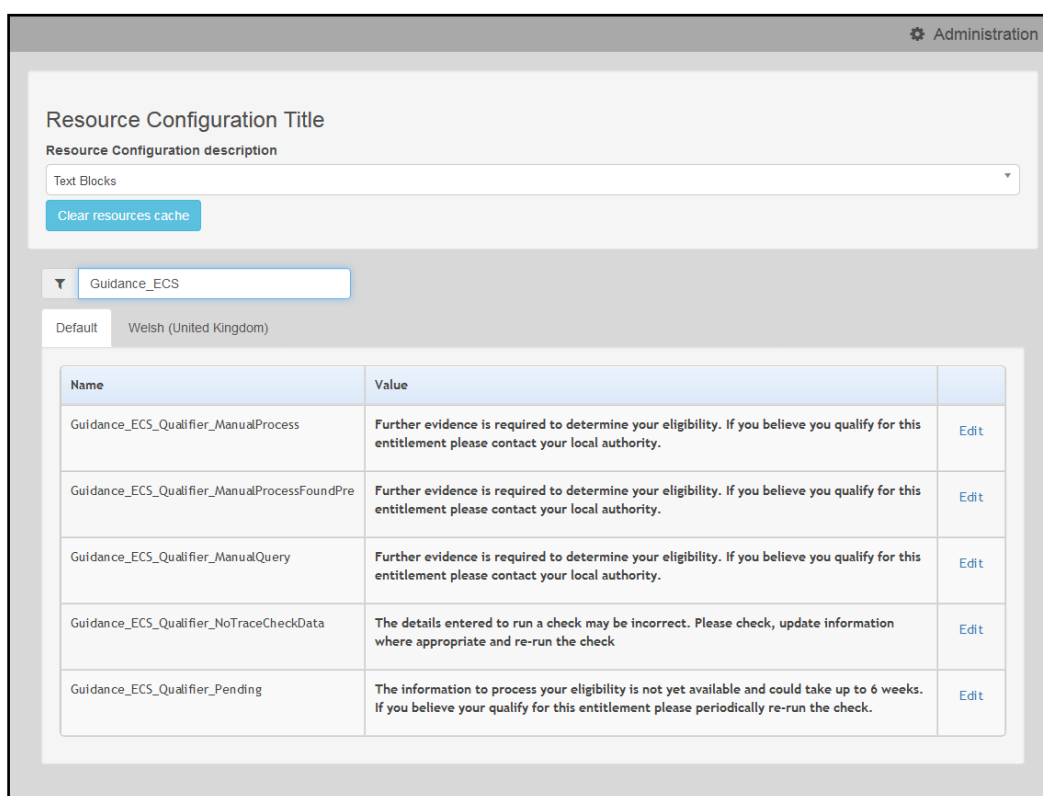 Administration
Resource Configuration Title
Resource Configuration description
Text Blocks
Clear resources cache
Guidance_ECS
Default Welsh (United Kingdom)
Name Value
Guidance_ECS_Qualifier_ManualProcess Further evidence is required to determine your eligibility. If you believe you qualify for this Edit
entitlement please contact your local authority.
Guidance_ECS_Qualifier_ManualProcessFoundPre Further evidence is required to determine your eligibility. If you believe you qualify for this Edit
entitlement please contact your local authority.
Guidance_ECS_Qualifier_ManualQuery Further evidence is required to determine your eligibility. If you believe you qualify for this Edit
entitlement please contact your local authority.
Guidance_ECS_Qualifier_NoTraceCheckData The details entered to run a check may be incorrect. Please check, update information Edit
where appropriate and re-run the check
Guidance_ECS_Qualifier_Pending The information to process your eligibility is not yet available and could take up to 6 weeks. Edit
If you believe your qualify for this entitlement please periodically re-run the check.